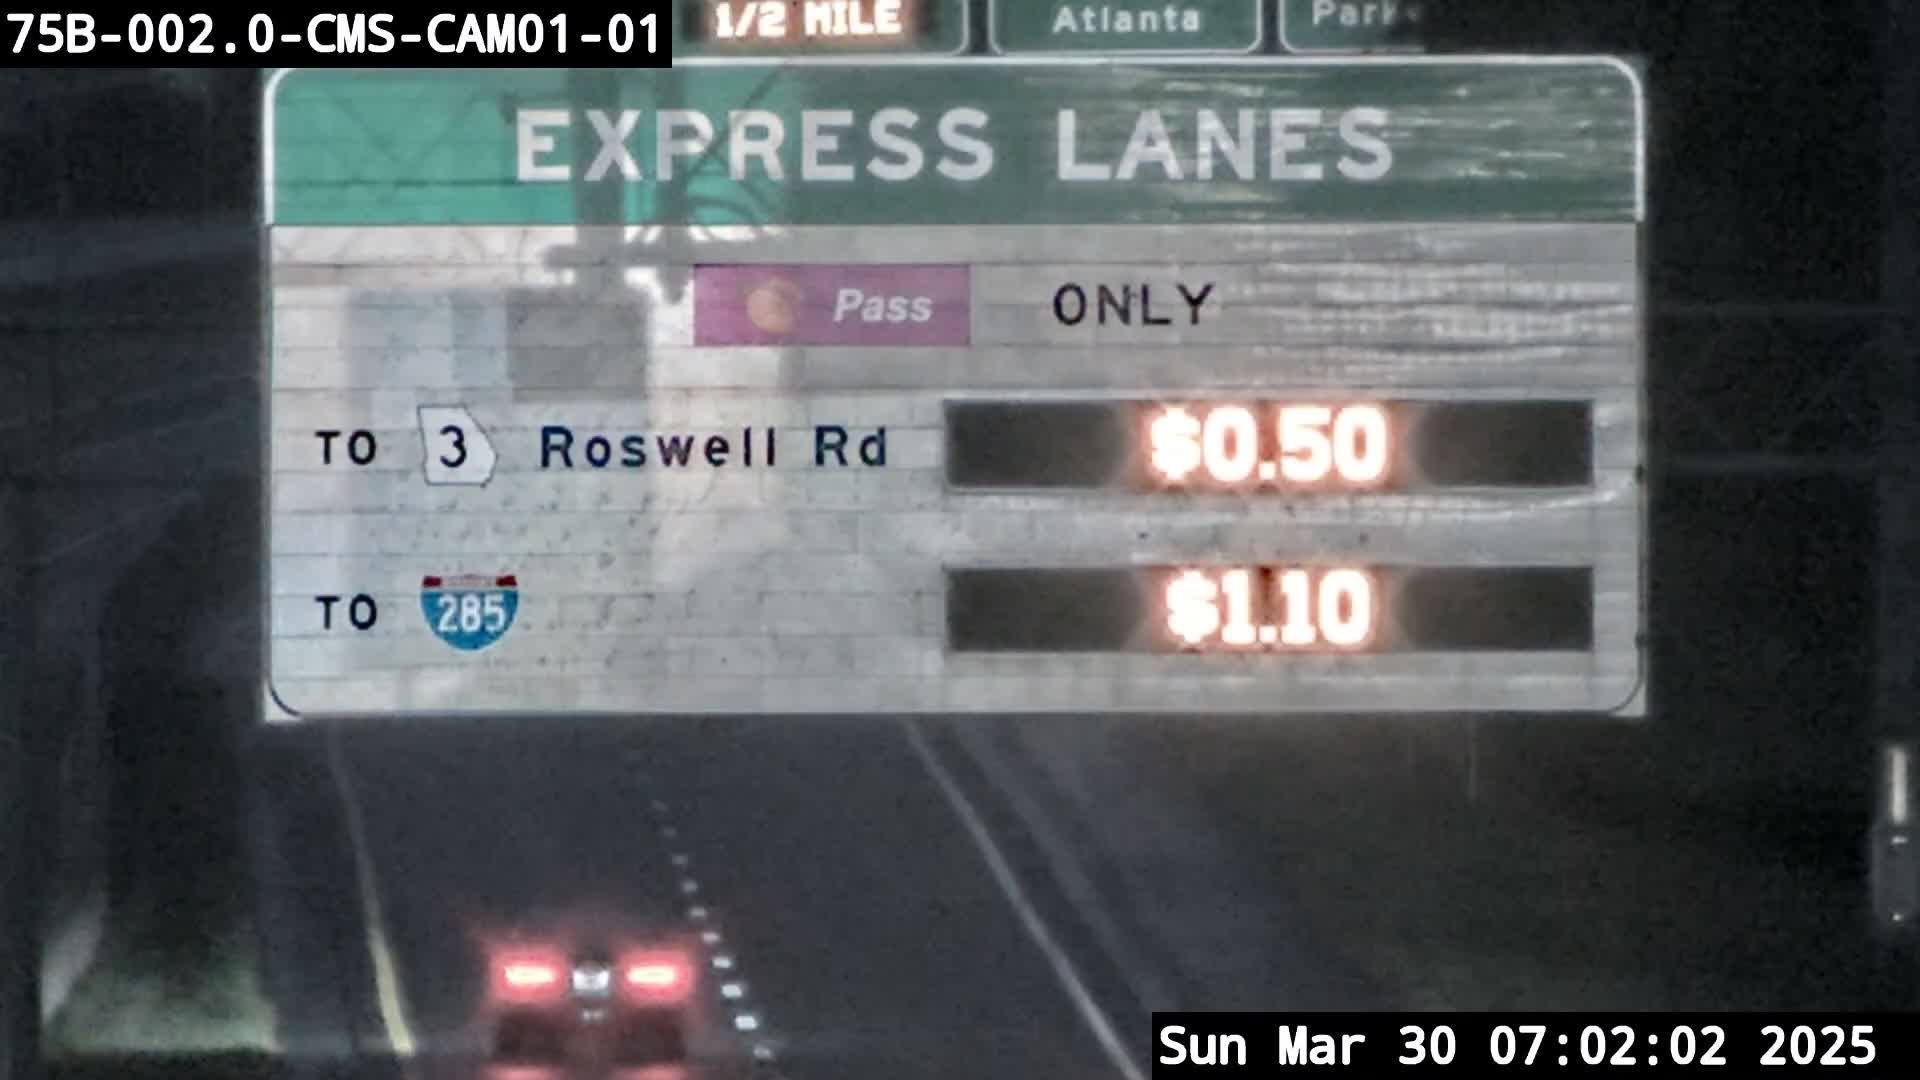 75B-002.0-CMS-CAM01-01
1/2 MILE
Atlanta
EXPRESS LANES
Pass ONLY
TO 3 Roswell Rd $0.50
TO 285 $1.10
Sun Mar 30 07:02:02 2025